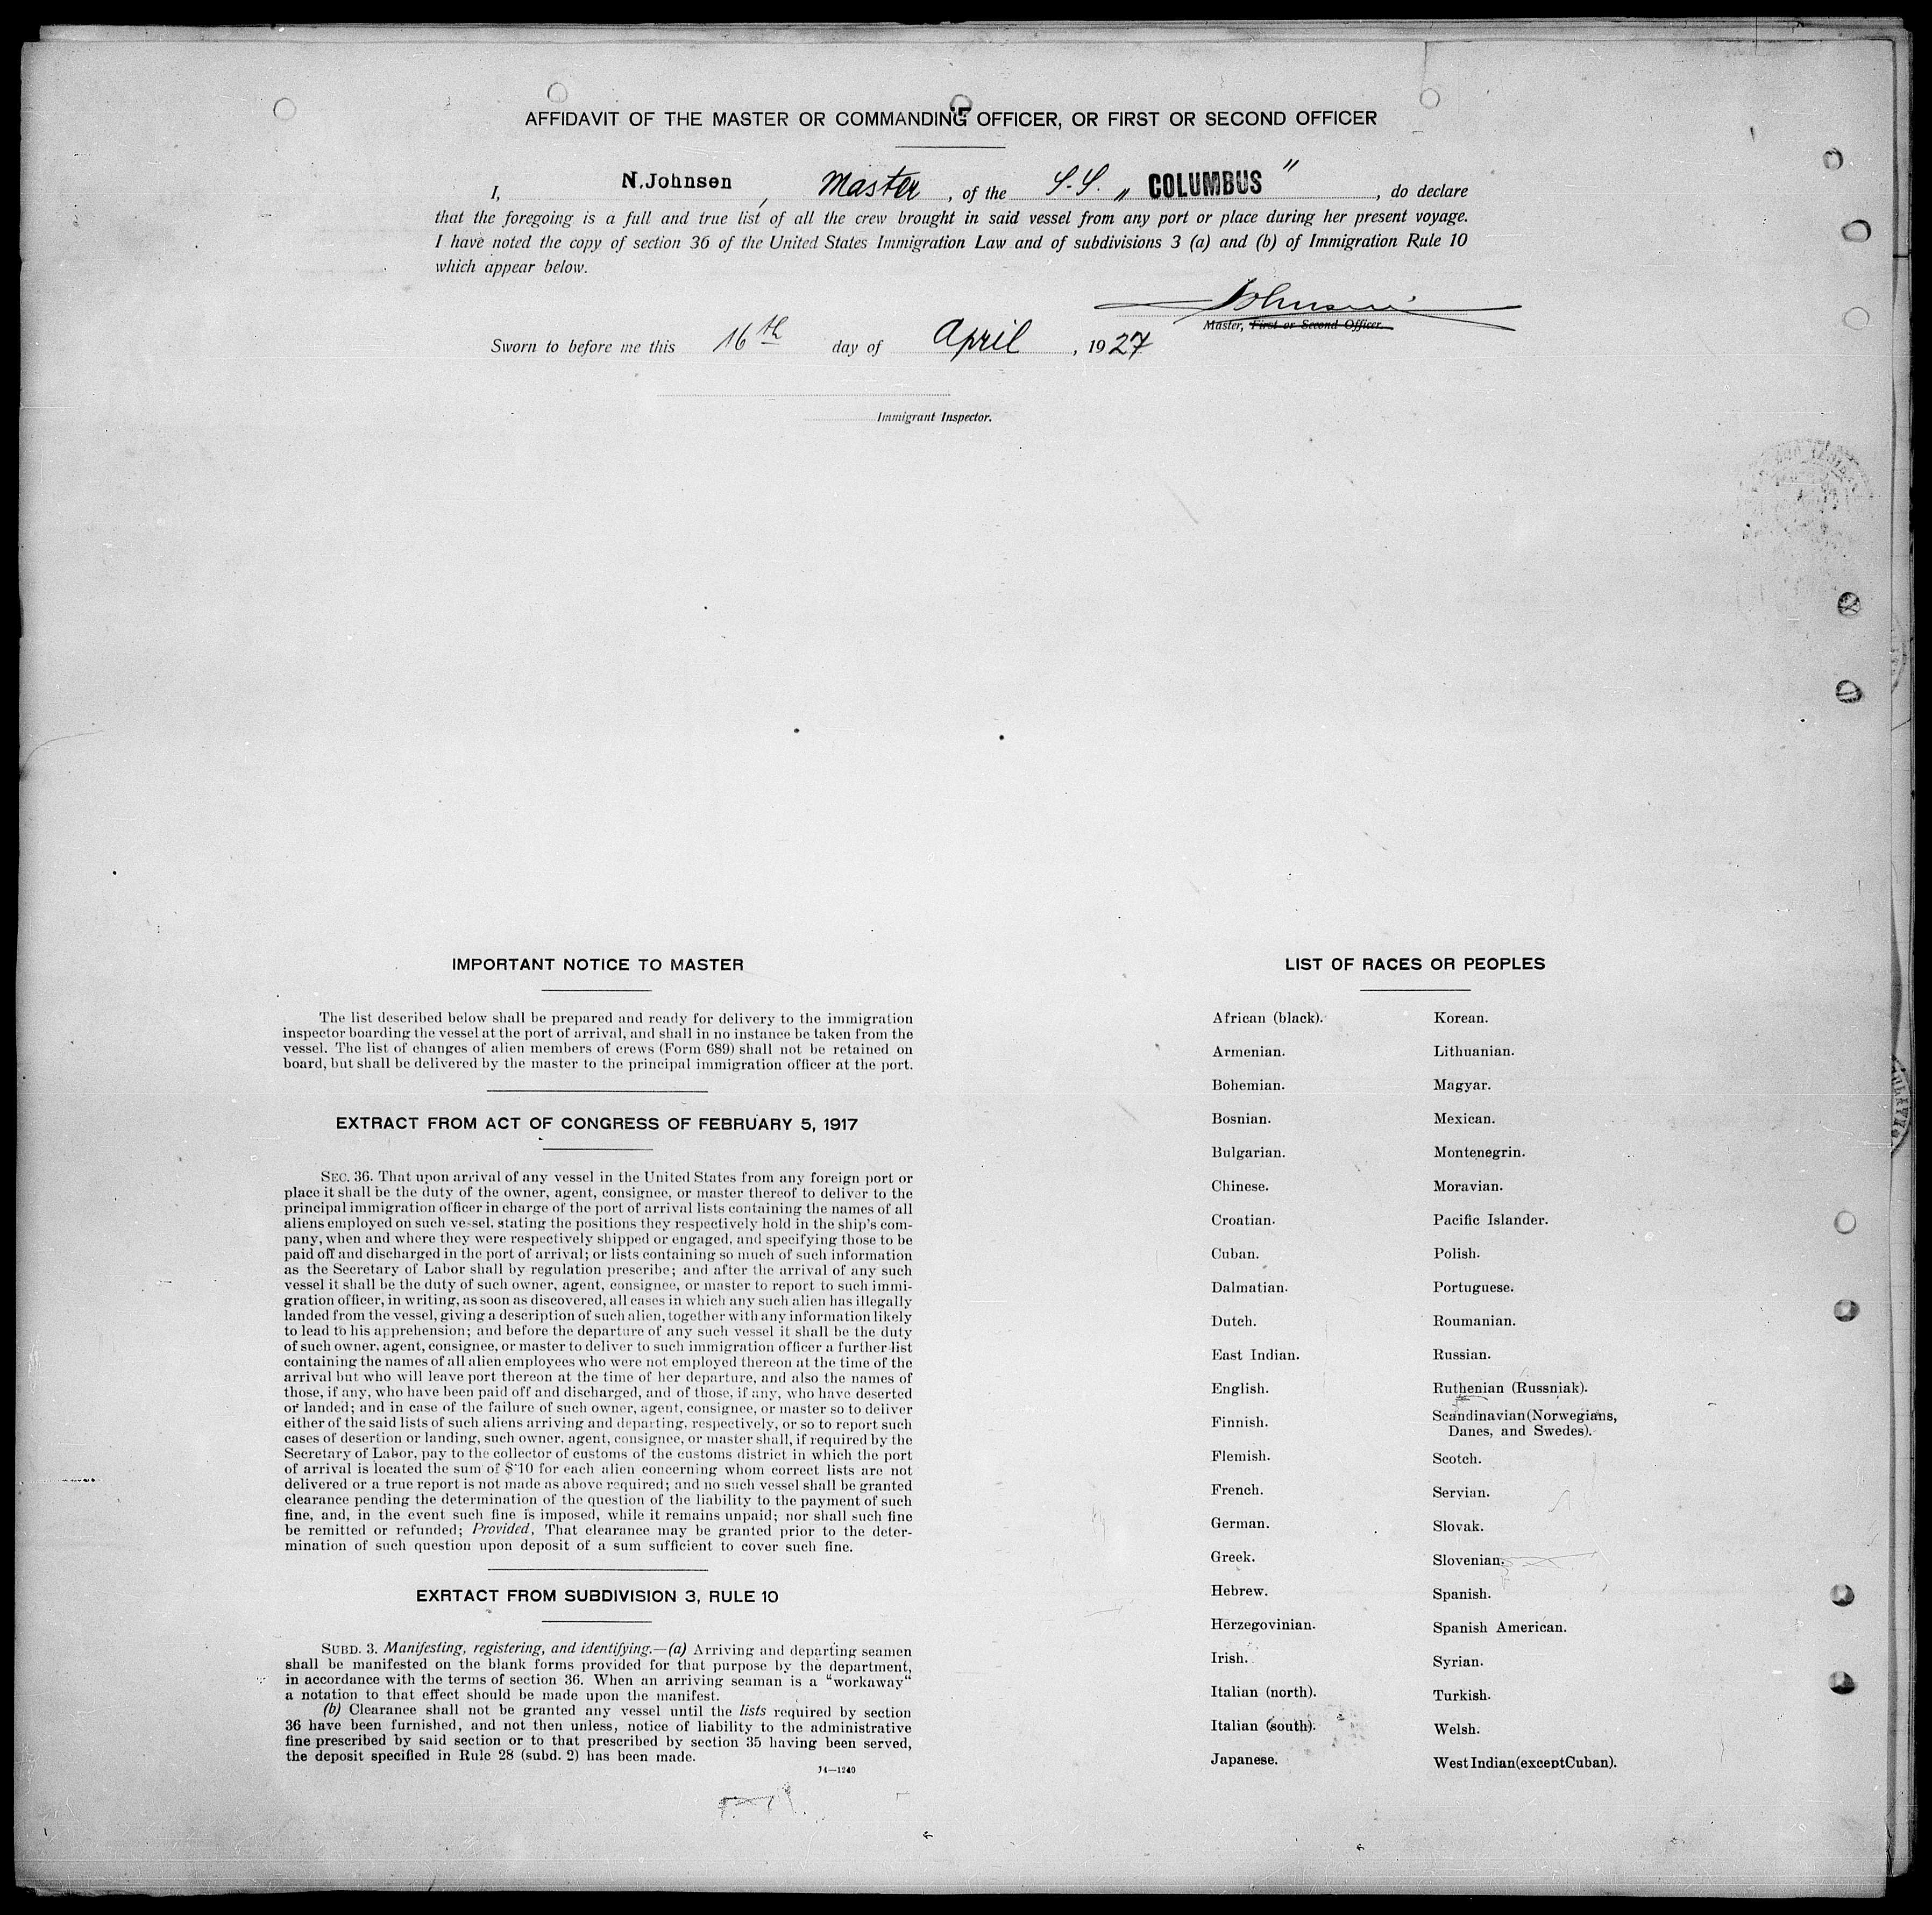 AFFIDAVIT OF THE MASTER OR COMMANDING OFFICER, OR FIRST OR SECOND OFFICER
I, N. Johnsen, Master, of the S.S. „ COLUMBUS ", do declare
that the foregoing is a full and true list of all the crew brought in said vessel from any port or place during her present voyage.
I have noted the copy of section 36 of the United States Immigration Law and of subdivisions 3 (a) and (b) of Immigration Rule 10
which appear below.
Johnsen
Master, First or Second Officer.
Sworn to before me this 16th day of April, 1927
Immigrant Inspector.
IMPORTANT NOTICE TO MASTER
The list described below shall be prepared and ready for delivery to the immigration
inspector boarding the vessel at the port of arrival, and shall in no instance be taken from the
vessel. The list of changes of alien members of crews (Form 689) shall not be retained on
board, but shall be delivered by the master to the principal immigration officer at the port.
EXTRACT FROM ACT OF CONGRESS OF FEBRUARY 5, 1917
SEC. 36. That upon arrival of any vessel in the United States from any foreign port or
place it shall be the duty of the owner, agent, consignee, or master thereof to deliver to the
principal immigration officer in charge of the port of arrival lists containing the names of all
aliens employed on such vessel, stating the positions they respectively hold in the ship's com-
pany, when and where they were respectively shipped or engaged, and specifying those to be
paid off and discharged in the port of arrival; or lists containing so much of such information
as the Secretary of Labor shall by regulation prescribe; and after the arrival of any such
vessel it shall be the duty of such owner, agent, consignee, or master to report to such immi-
gration officer, in writing, as soon as discovered, all cases in which any such alien has illegally
landed from the vessel, giving a description of such alien, together with any information likely
to lead to his apprehension; and before the departure of any such vessel it shall be the duty
of such owner, agent, consignee, or master to deliver to such immigration officer a further list
containing the names of all alien employees who were not employed thereon at the time of the
arrival but who will leave port thereon at the time of her departure, and also the names of
those, if any, who have been paid off and discharged, and of those, if any, who have deserted
or landed; and in case of the failure of such owner, agent, consignee, or master so to deliver
either of the said lists of such aliens arriving and departing, respectively, or so to report such
cases of desertion or landing, such owner, agent, consignee, or master shall, if required by the
Secretary of Labor, pay to the collector of customs of the customs district in which the port
of arrival is located the sum of $ 10 for each alien concerning whom correct lists are not
delivered or a true report is not made as above required; and no such vessel shall be granted
clearance pending the determination of the question of the liability to the payment of such
fine, and, in the event such fine is imposed, while it remains unpaid; nor shall such fine
be remitted or refunded; Provided, That clearance may be granted prior to the deter-
mination of such question upon deposit of a sum sufficient to cover such fine.
EXRTACT FROM SUBDIVISION 3, RULE 10
SUBD. 3. Manifesting, registering, and identifying.—(a) Arriving and departing seamen
shall be manifested on the blank forms provided for that purpose by the department,
in accordance with the terms of section 36. When an arriving seaman is a “workaway“
a notation to that effect should be made upon the manifest.
(b) Clearance shall not be granted any vessel until the lists required by section
36 have been furnished, and not then unless, notice of liability to the administrative
fine prescribed by said section or to that prescribed by section 35 having been served,
the deposit specified in Rule 28 (subd. 2) has been made.
14—1240
LIST OF RACES OR PEOPLES
African (black).
Armenian.
Bohemian.
Bosnian.
Bulgarian.
Chinese.
Croatian.
Cuban.
Dalmatian.
Dutch.
East Indian.
English.
Finnish.
Flemish.
French.
German.
Greek.
Hebrew.
Herzegovinian.
Irish.
Italian (north).
Italian (south).
Japanese.
Korean.
Lithuanian.
Magyar.
Mexican.
Montenegrin.
Moravian.
Pacific Islander.
Polish.
Portuguese.
Roumanian.
Russian.
Ruthenian (Russniak).
Scandinavian (Norwegians,
Danes, and Swedes).
Scotch.
Servian.
Slovak.
Slovenian.
Spanish.
Spanish American.
Syrian.
Turkish.
Welsh.
West Indian (except Cuban).